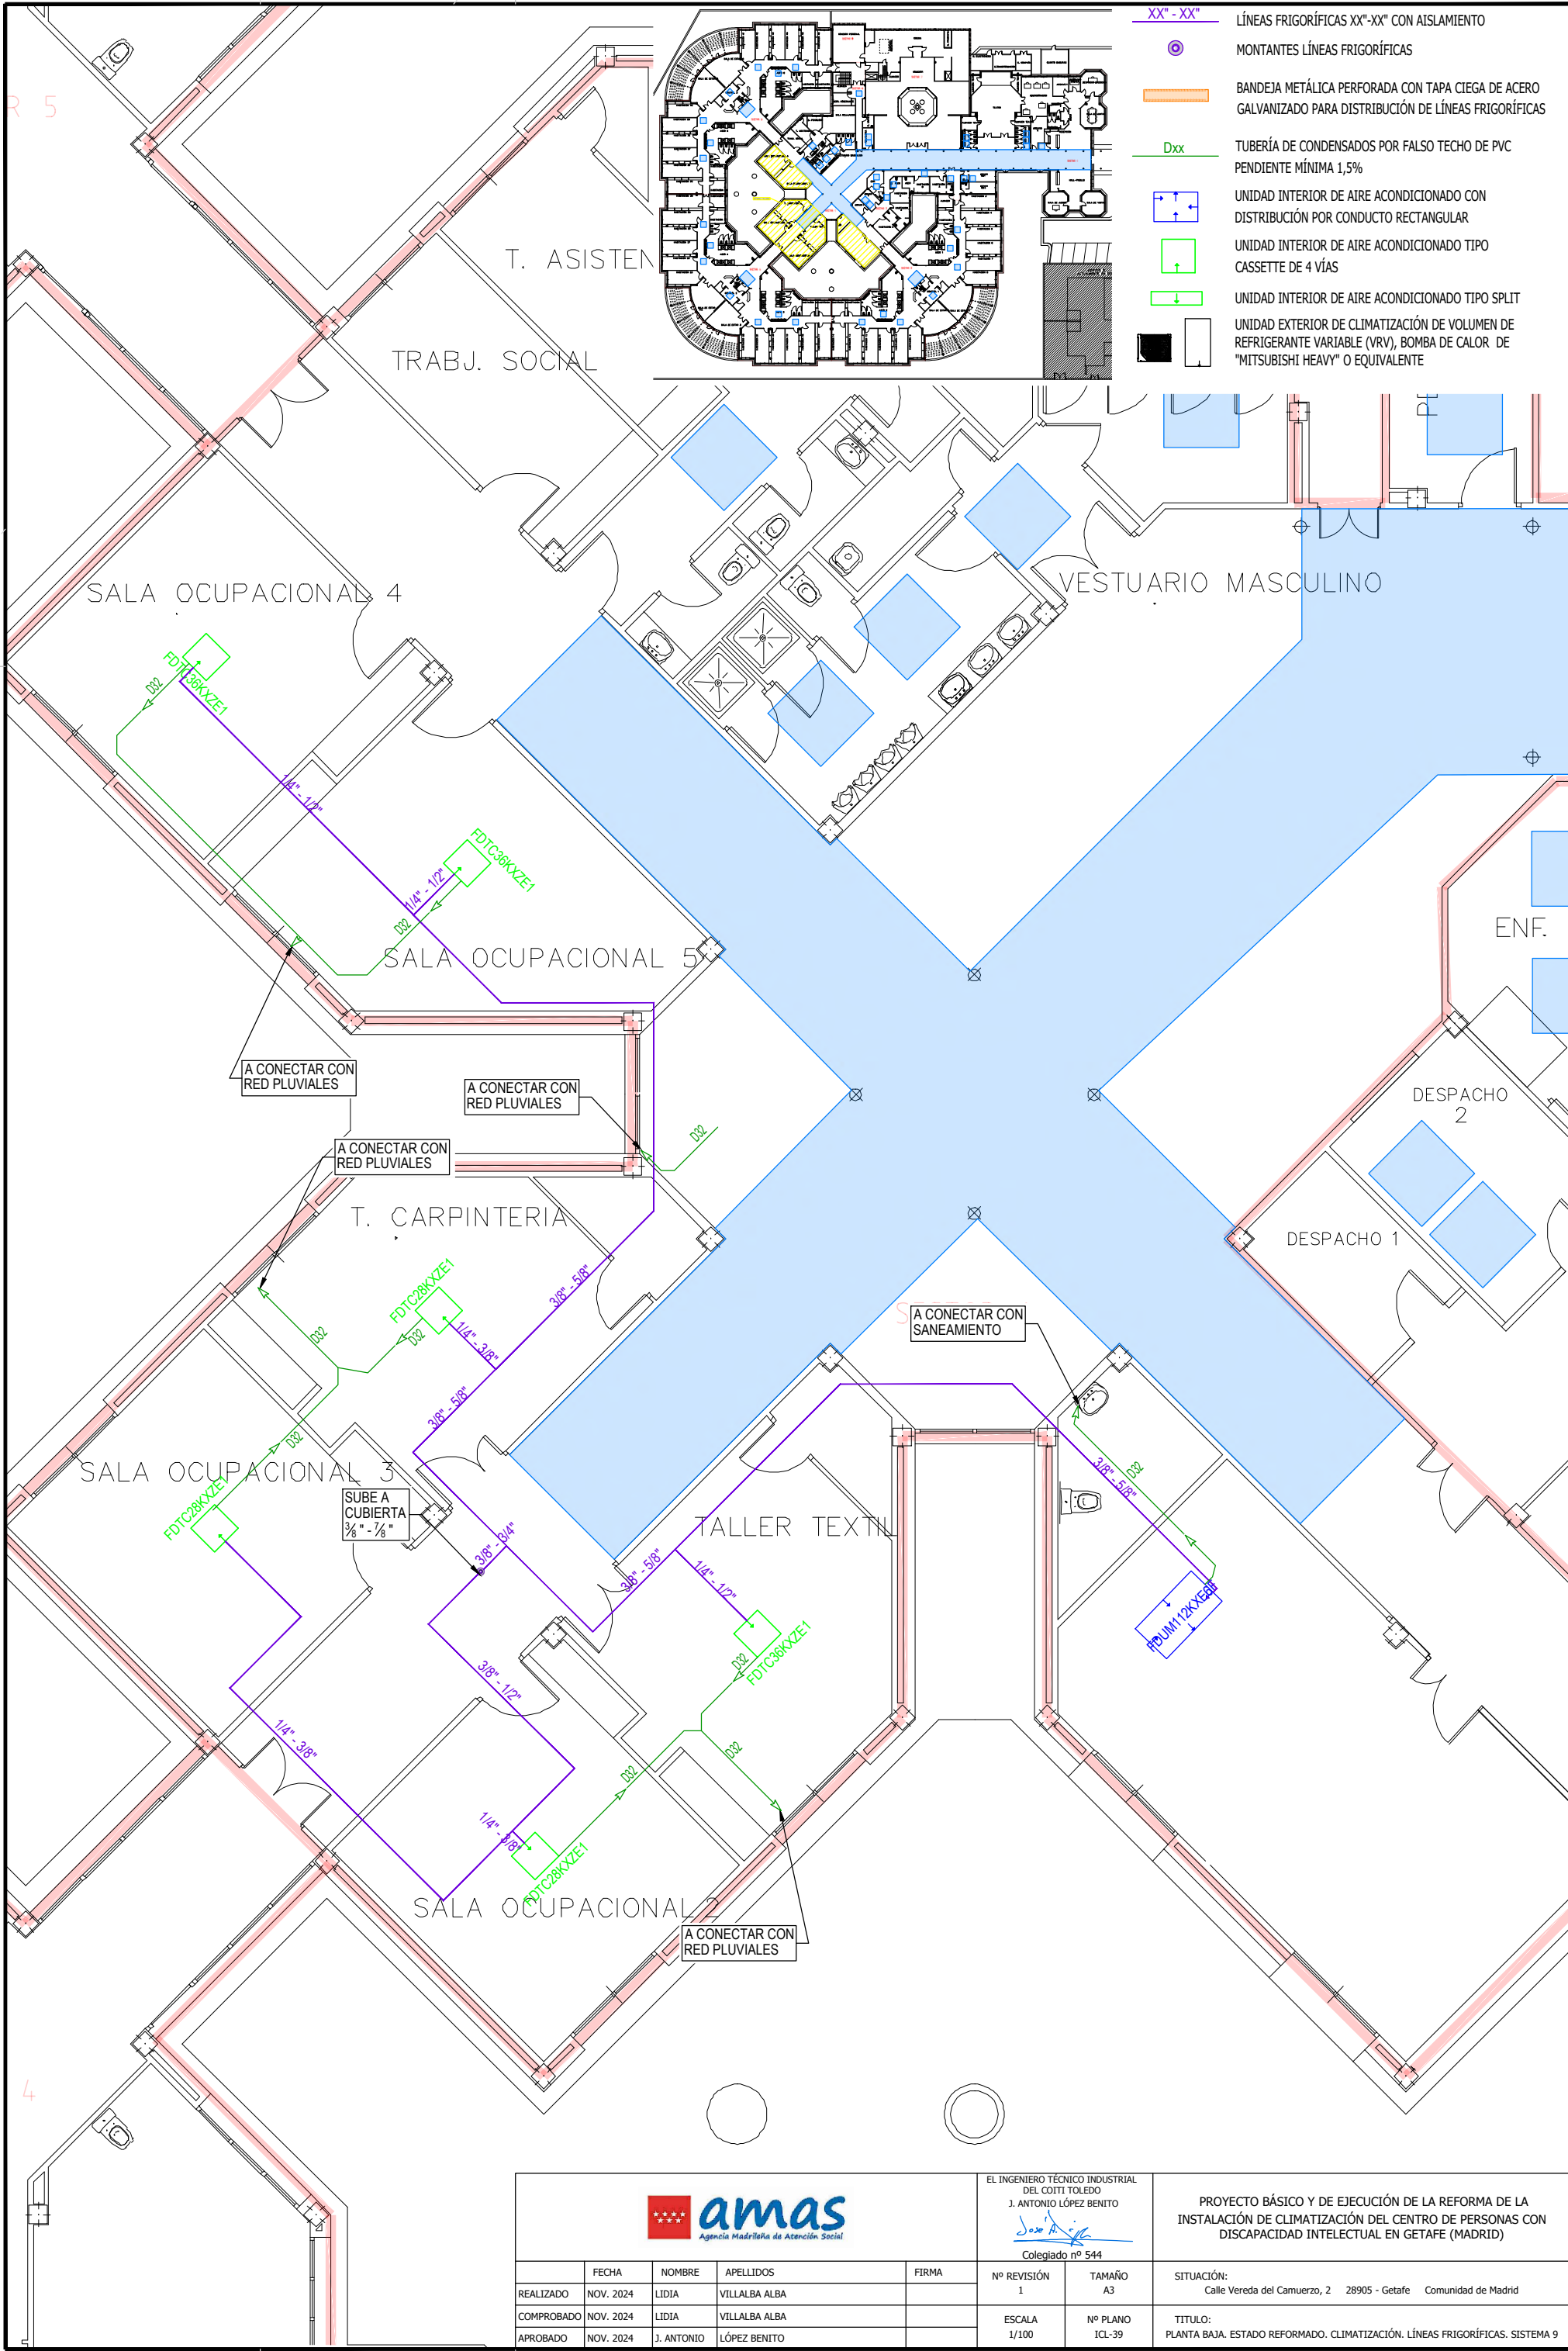 XX" - XX"
LÍNEAS FRIGORÍFICAS XX"-XX" CON AISLAMIENTO
MONTANTES LÍNEAS FRIGORÍFICAS
BANDEJA METÁLICA PERFORADA CON TAPA CIEGA DE ACERO
GALVANIZADO PARA DISTRIBUCIÓN DE LÍNEAS FRIGORÍFICAS
Dxx
TUBERÍA DE CONDENSADOS POR FALSO TECHO DE PVC
PENDIENTE MÍNIMA 1,5%
UNIDAD INTERIOR DE AIRE ACONDICIONADO CON
DISTRIBUCIÓN POR CONDUCTO RECTANGULAR
UNIDAD INTERIOR DE AIRE ACONDICIONADO TIPO
CASSETTE DE 4 VÍAS
UNIDAD INTERIOR DE AIRE ACONDICIONADO TIPO SPLIT
UNIDAD EXTERIOR DE CLIMATIZACIÓN DE VOLUMEN DE
REFRIGERANTE VARIABLE (VRV), BOMBA DE CALOR DE
"MITSUBISHI HEAVY" O EQUIVALENTE
R 5
T. ASISTEN
TRABJ. SOCIAL
SALA OCUPACIONAL 4
VESTUARIO MASCULINO
FDTC36KXZE1
D32
1/4" - 1/2"
FDTC36KXZE1
1/4" - 1/2"
D32
SALA OCUPACIONAL 5
ENF.
A CONECTAR CON
RED PLUVIALES
A CONECTAR CON
RED PLUVIALES
D32
A CONECTAR CON
RED PLUVIALES
DESPACHO
2
T. CARPINTERIA
DESPACHO 1
FDTC28KXZE1
3/8" - 5/8"
D32
D32
1/4" - 3/8"
A CONECTAR CON
SANEAMIENTO
3/8" - 5/8"
D32
SALA OCUPACIONAL 3
FDTC28KXZE1
SUBE A
CUBIERTA
3/8" - 7/8"
3/8" - 5/8"
D32
TALLER TEXTIL
3/8" - 3/4"
3/8" - 5/8"
1/4" - 1/2"
FDUM112KXE6F
FDTC36KXZE1
D32
3/8" - 1/2"
1/4" - 3/8"
D32
D32
1/4" - 3/8"
FDTC28KXZE1
SALA OCUPACIONAL 2
A CONECTAR CON
RED PLUVIALES
4
amas
Agencia Madrileña de Atención Social
EL INGENIERO TÉCNICO INDUSTRIAL
DEL COITI TOLEDO
J. ANTONIO LÓPEZ BENITO
Colegiado nº 544
PROYECTO BÁSICO Y DE EJECUCIÓN DE LA REFORMA DE LA
INSTALACIÓN DE CLIMATIZACIÓN DEL CENTRO DE PERSONAS CON
DISCAPACIDAD INTELECTUAL EN GETAFE (MADRID)
FECHA NOMBRE APELLIDOS FIRMA
REALIZADO NOV. 2024 LIDIA VILLALBA ALBA
COMPROBADO NOV. 2024 LIDIA VILLALBA ALBA
APROBADO NOV. 2024 J. ANTONIO LÓPEZ BENITO
Nº REVISIÓN
1
TAMAÑO
A3
ESCALA
1/100
Nº PLANO
ICL-39
SITUACIÓN:
Calle Vereda del Camuerzo, 2 28905 - Getafe Comunidad de Madrid
TITULO:
PLANTA BAJA. ESTADO REFORMADO. CLIMATIZACIÓN. LÍNEAS FRIGORÍFICAS. SISTEMA 9